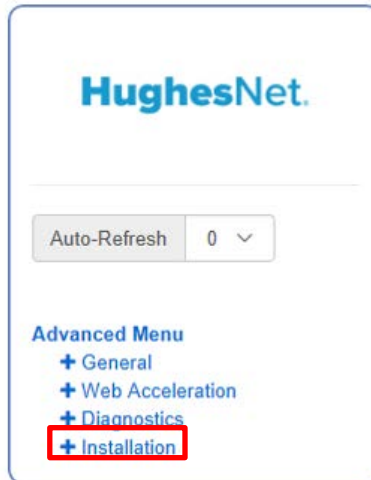 HughesNet.
Auto-Refresh 0
Advanced Menu
+ General
+ Web Acceleration
+ Diagnostics
+ Installation